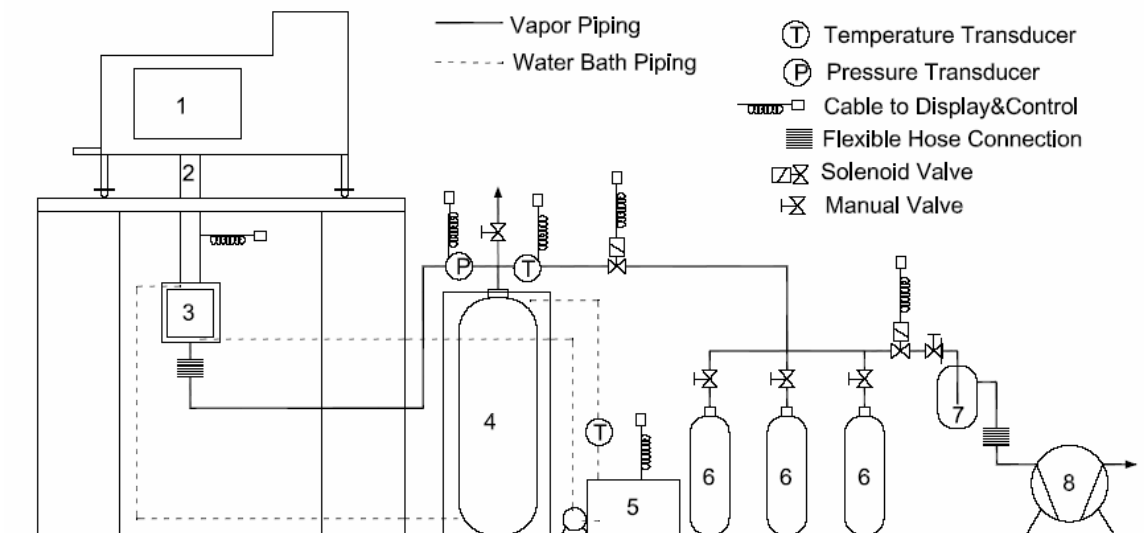 Vapor Piping
Water Bath Piping
T Temperature Transducer
P Pressure Transducer
Cable to Display&Control
Flexible Hose Connection
Solenoid Valve
Manual Valve
1
2
P T
3
4
T
5
6 6 6
7
8